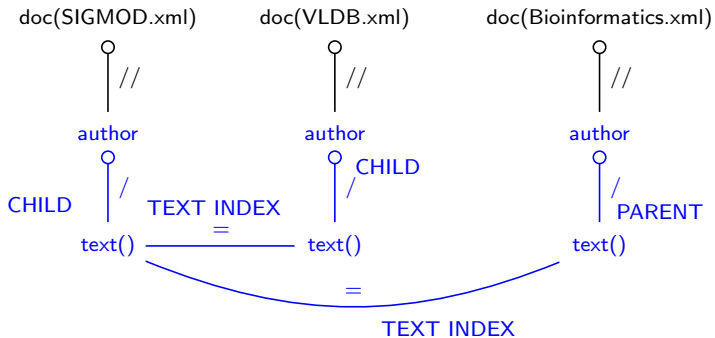 doc(SIGMOD.xml) doc(VLDB.xml) doc(Bioinformatics.xml)
// // //
author author author
CHILD / TEXT INDEX / CHILD / PARENT
=
text() text() text()
=
TEXT INDEX